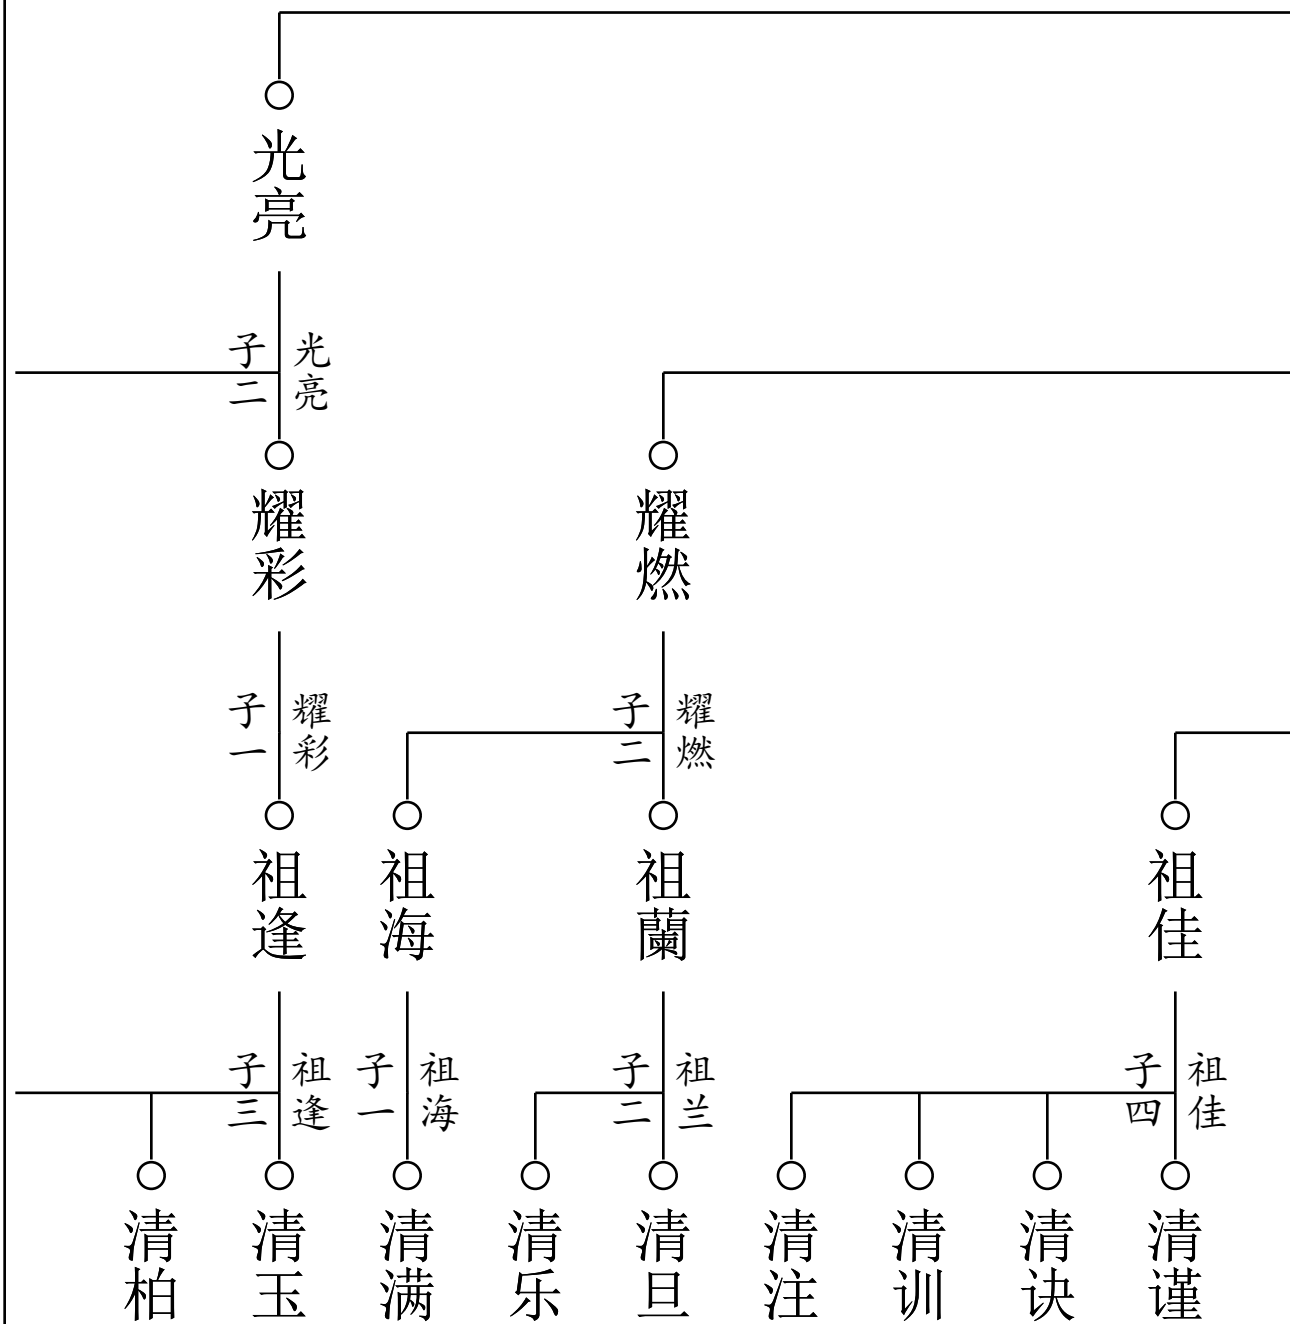 光亮
光亮
子二
耀燃
耀彩
耀燃
子二
耀彩
子一
祖佳
祖蘭
祖海
祖逢
祖佳
子四
祖兰
子二
祖海
子一
祖逢
子三
清谨
清诀
清训
清注
清旦
清乐
清满
清玉
清柏